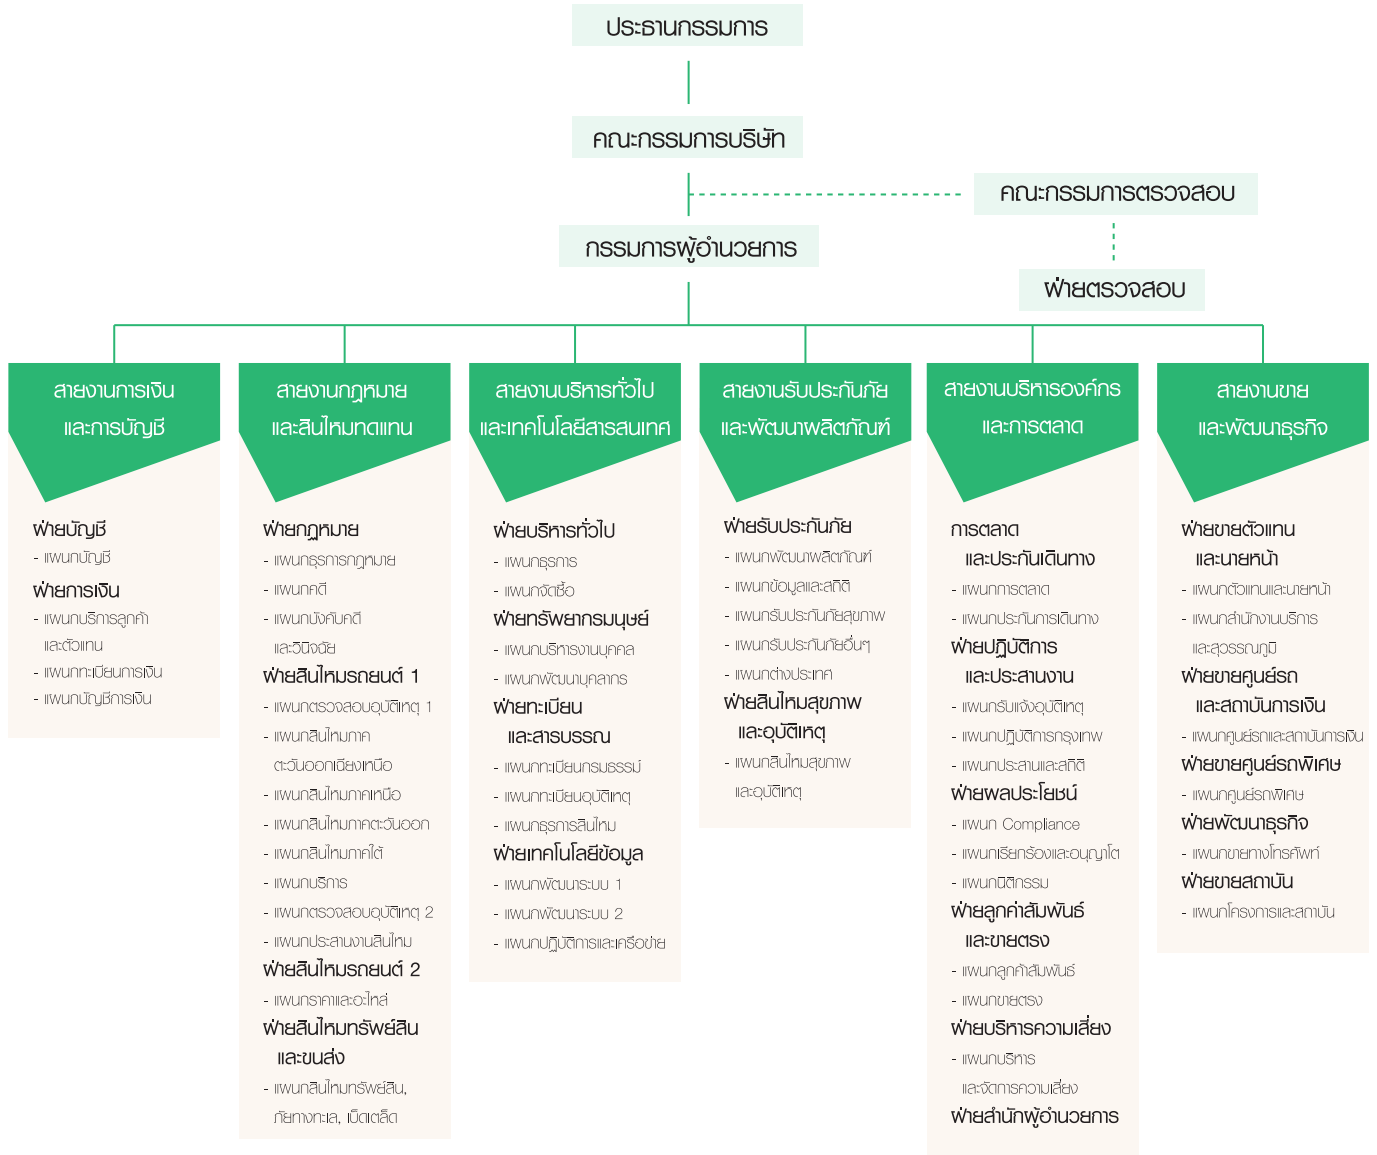 ประธานกรรมการ
คณะกรรมการบริษัท
คณะกรรมการตรวจสอบ
กรรมการผู้อำนวยการ
ฝ่ายตรวจสอบ
สายงานการเงิน
และการบัญชี
ฝ่ายบัญชี
- แผนกบัญชี
ฝ่ายการเงิน
- แผนกบริการลูกค้า
และตัวแทน
- แผนกทะเบียนการเงิน
- แผนกบัญชีการเงิน
สายงานกฎหมาย
และสินไหมทดแทน
ฝ่ายกฎหมาย
- แผนกธุรการกฎหมาย
- แผนกคดี
- แผนกบังคับคดี
และวินิจฉัย
ฝ่ายสินไหมรถยนต์ 1
- แผนกตรวจสอบอุบัติเหตุ 1
- แผนกสินไหมภาค
ตะวันออกเฉียงเหนือ
- แผนกสินไหมภาคเหนือ
- แผนกสินไหมภาคตะวันออก
- แผนกสินไหมภาคใต้
- แผนกบริการ
- แผนกตรวจสอบอุบัติเหตุ 2
- แผนกประสานงานสินไหม
ฝ่ายสินไหมรถยนต์ 2
- แผนกราคาและอะไหล่
ฝ่ายสินไหมทรัพย์สิน
และขนส่ง
- แผนกสินไหมทรัพย์สิน,
ภัยทางทะเล, เบ็ดเตล็ด
สายงานบริหารทั่วไป
และเทคโนโลยีสารสนเทศ
ฝ่ายบริหารทั่วไป
- แผนกธุรการ
- แผนกจัดซื้อ
ฝ่ายทรัพยากรมนุษย์
- แผนกบริหารงานบุคคล
- แผนกพัฒนาบุคลากร
ฝ่ายทะเบียน
และสารบรรณ
- แผนกทะเบียนกรมธรรม์
- แผนกทะเบียนอุบัติเหตุ
- แผนกธุรการสินไหม
ฝ่ายเทคโนโลยีข้อมูล
- แผนกพัฒนาระบบ 1
- แผนกพัฒนาระบบ 2
- แผนกปฏิบัติการและเครือข่าย
สายงานรับประกันภัย
และพัฒนาผลิตภัณฑ์
ฝ่ายรับประกันภัย
- แผนกพัฒนาผลิตภัณฑ์
- แผนกข้อมูลและสถิติ
- แผนกรับประกันภัยสุขภาพ
- แผนกรับประกันภัยอื่นๆ
- แผนกต่างประเทศ
ฝ่ายสินไหมสุขภาพ
และอุบัติเหตุ
- แผนกสินไหมสุขภาพ
และอุบัติเหตุ
สายงานบริหารองค์กร
และการตลาด
การตลาด
และประกันเดินทาง
- แผนกการตลาด
- แผนกประกันการเดินทาง
ฝ่ายปฏิบัติการ
และประสานงาน
- แผนกรับแจ้งอุบัติเหตุ
- แผนกปฏิบัติการกรุงเทพ
- แผนกประสานและสถิติ
ฝ่ายผลประโยชน์
- แผนก Compliance
- แผนกเรียกร้องและอนุญาโต
- แผนกนิติกรรม
ฝ่ายลูกค้าสัมพันธ์
และขายตรง
- แผนกลูกค้าสัมพันธ์
- แผนกขายตรง
ฝ่ายบริหารความเสี่ยง
- แผนกบริหาร
และจัดการความเสี่ยง
ฝ่ายสำนักผู้อำนวยการ
สายงานขาย
และพัฒนาธุรกิจ
ฝ่ายขายตัวแทน
และนายหน้า
- แผนกตัวแทนและนายหน้า
- แผนกสำนักงานบริการ
และสุวรรณภูมิ
ฝ่ายขายศูนย์รถ
และสถาบันการเงิน
- แผนกศูนย์รถและสถาบันการเงิน
ฝ่ายขายศูนย์รถพิเศษ
- แผนกศูนย์รถพิเศษ
ฝ่ายพัฒนาธุรกิจ
- แผนกขายทางโทรศัพท์
ฝ่ายขายสถาบัน
- แผนกโครงการและสถาบัน